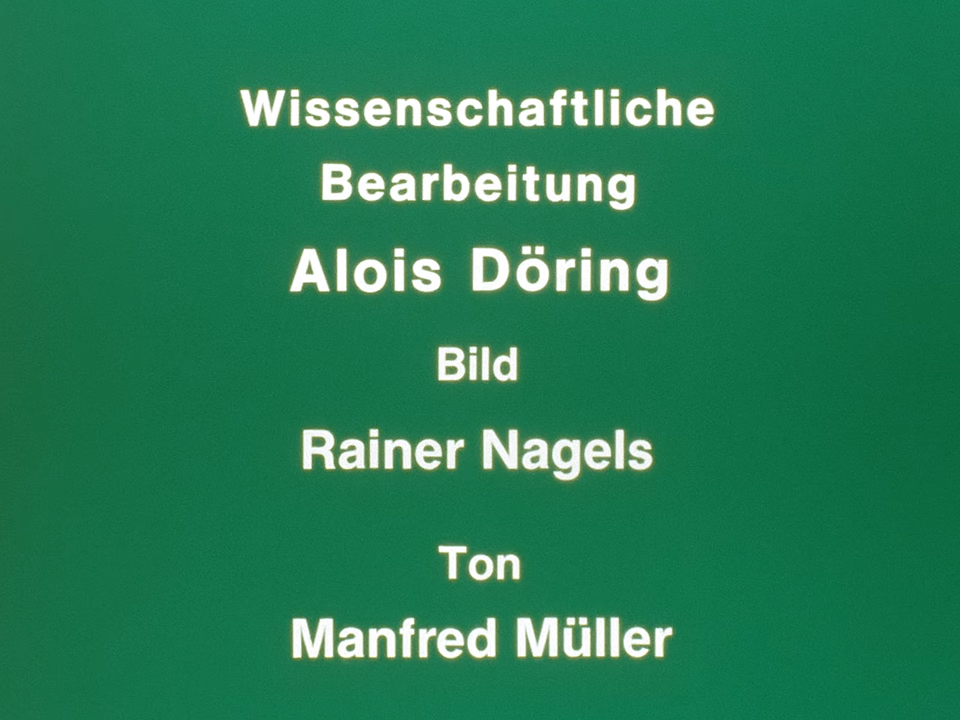 Wissenschaftliche
Bearbeitung
Alois Döring
Bild
Rainer Nagels
Ton
Manfred Müller